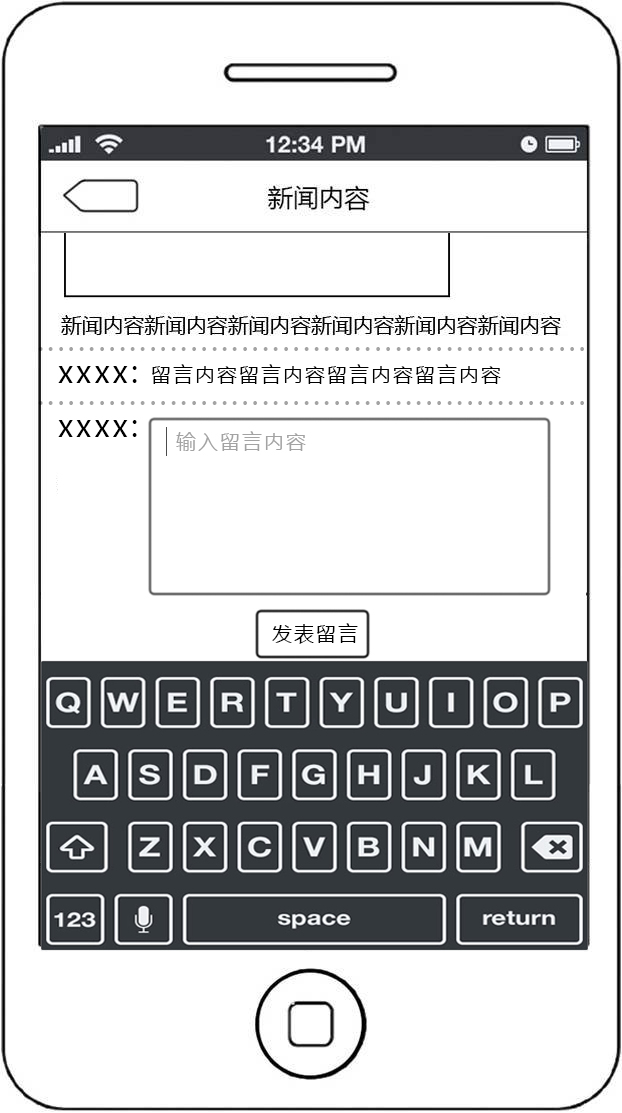 12:34 PM
新闻内容
新闻内容新闻内容新闻内容新闻内容新闻内容新闻内容
XXXX：留言内容留言内容留言内容留言内容
XXXX：输入留言内容
发表留言
Q W E R T Y U I O P
A S D F G H J K L
Z X C V B N M
123 space return